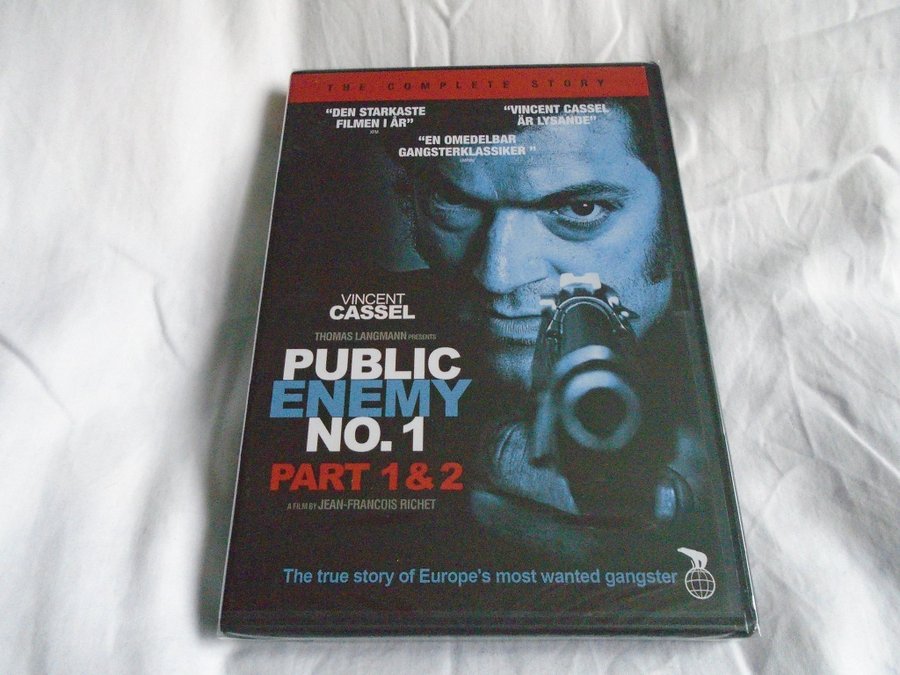 THE COMPLETE STORY
"DEN STARKASTE
FILMEN I ÅR"
"VINCENT CASSEL
ÄR LYSANDE"
"EN OMEDELBAR
GANGSTERKLASSIKER"
VINCENT
CASSEL
THOMAS LANGMANN PRESENTS
PUBLIC
ENEMY
NO.1
PART 1 & 2
A FILM BY JEAN-FRANCOIS RICHET
The true story of Europe's most wanted gangster